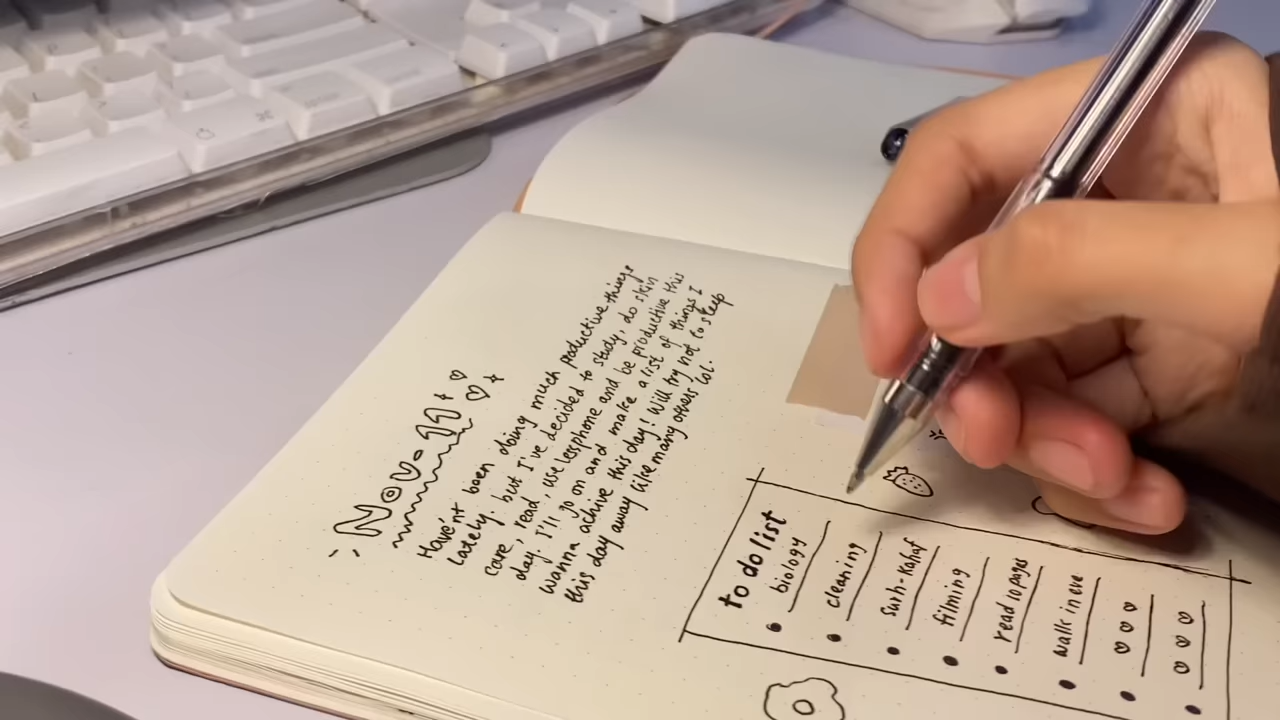 Nov-11
Have'nt been doing much productive things
lately. but I've decided to study, do skin
care, read, use lessphone and be productive this
day. I'll go on and make a list of things I
wanna achive this day! Will try not to sleep
this day away like many others lol.
to do list
biology
cleaning
surh-Kahaf
filming
read 10 pages
walk in eve